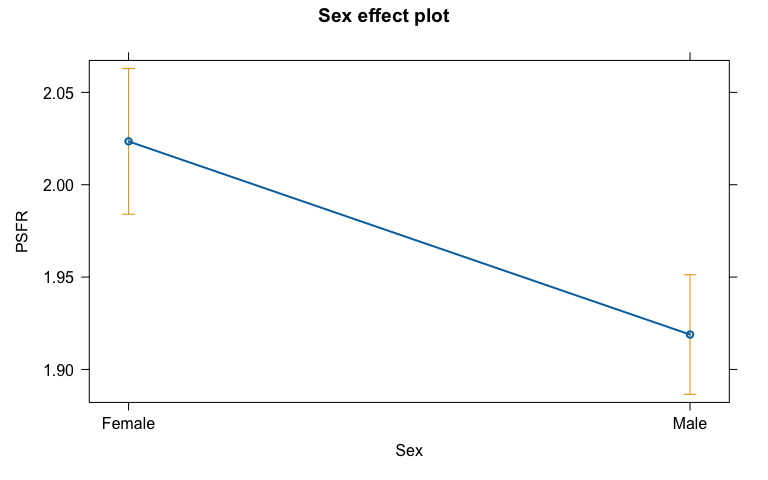 Sex effect plot
2.05
2.00
1.95
1.90
PSFR
Female Male
Sex